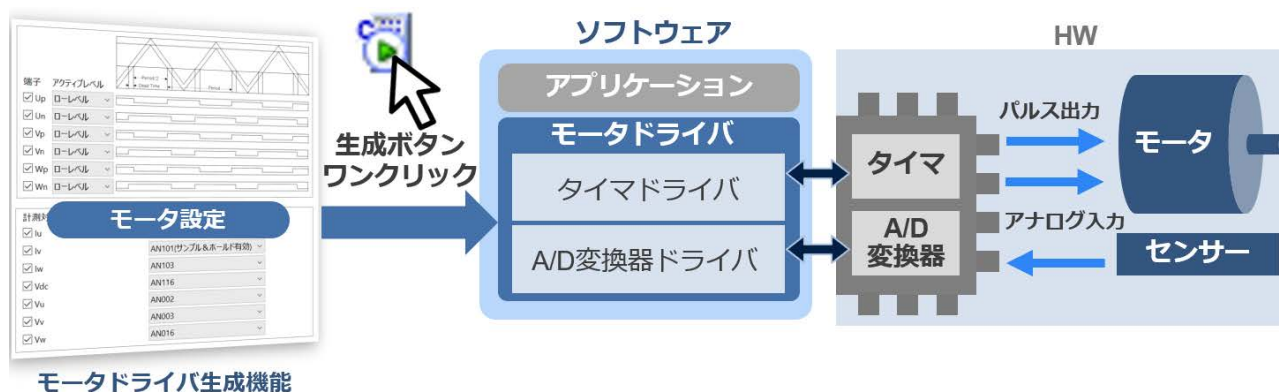 端子 アクティブレベル
Period/2
Dead Time
Period
Up ローレベル
Un ローレベル
Vp ローレベル
Vn ローレベル
Wp ローレベル
Wn ローレベル
計測対
モータ設定
Iu
Iv AN101(サンプル&ホールド有効)
Iw AN103
Vdc AN116
Vu AN002
Vv AN003
Vw AN016
モータドライバ生成機能
生成ボタン
ワンクリック
ソフトウェア
アプリケーション
モータドライバ
タイマドライバ
A/D変換器ドライバ
HW
タイマ
A/D
変換器
パルス出力
アナログ入力
モータ
センサー